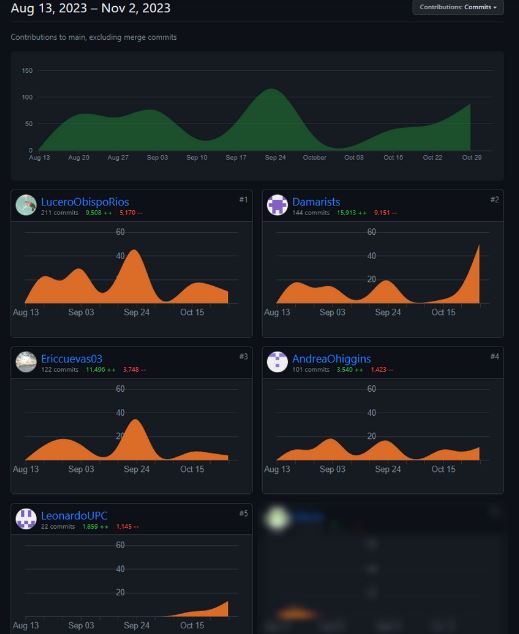 Aug 13, 2023 – Nov 2, 2023
Contributions: Commits
Contributions to main, excluding merge commits
150
100
50
0
Aug 13 Aug 20 Aug 27 Sep 03 Sep 10 Sep 17 Sep 24 October Oct 08 Oct 15 Oct 22 Oct 29
LuceroObispoRios #1
211 commits 9,508 ++ 5,170 --
60
40
20
Aug 13 Sep 03 Sep 24 Oct 15
Damarists #2
144 commits 15,913 ++ 9,151 --
60
40
20
Aug 13 Sep 03 Sep 24 Oct 15
Ericcuevas03 #3
122 commits 11,496 ++ 3,748 --
60
40
20
Aug 13 Sep 03 Sep 24 Oct 15
AndreaOhiggins #4
101 commits 3,549 ++ 1,423 --
60
40
20
Aug 13 Sep 03 Sep 24 Oct 15
LeonardoUPC #5
22 commits 1,859 ++ 1,145 --
60
40
20
Aug 13 Sep 03 Sep 24 Oct 15